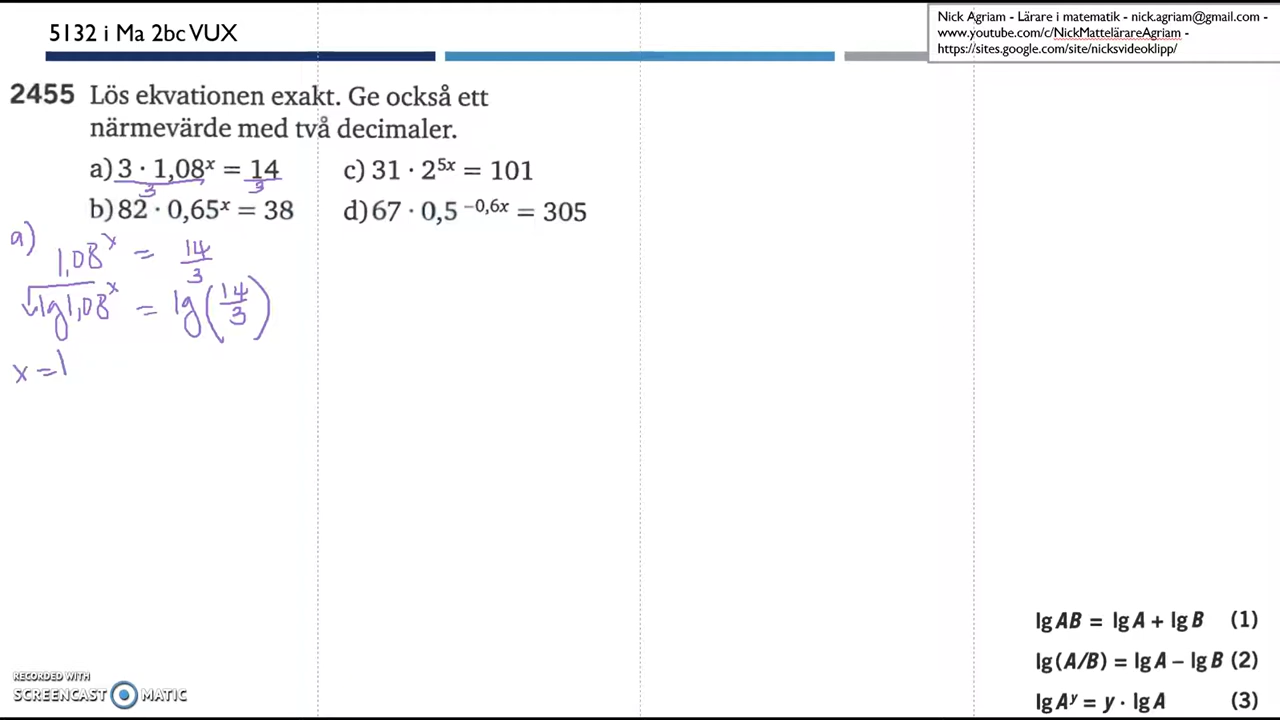 5132 i Ma 2bc VUX
Nick Agriam - Lärare i matematik - nick.agriam@gmail.com -
www.youtube.com/c/NickMattelärareAgriam -
https://sites.google.com/site/nicksvideoklipp/
2455 Lös ekvationen exakt. Ge också ett
närmevärde med två decimaler.
a) 3 · 1,08ˣ = 14
3 3
c) 31 · 2⁵ˣ = 101
b) 82 · 0,65ˣ = 38
d) 67 · 0,5⁻⁰,⁶ˣ = 305
a) 1,08ˣ = 14/3
lg1,08ˣ = lg(14/3)
x = l
lg AB = lg A + lg B (1)
lg (A/B) = lg A – lg B (2)
lg Aʸ = y · lg A (3)
RECORDED WITH
SCREENCAST MATIC